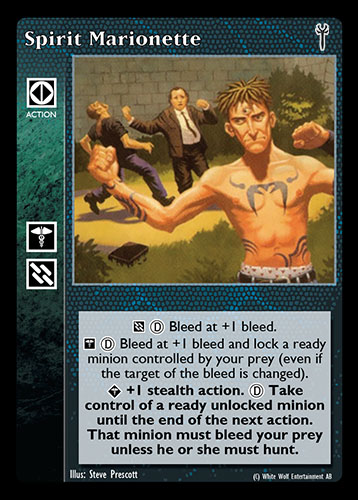 Spirit Marionette
ACTION
D Bleed at +1 bleed.
D Bleed at +1 bleed and lock a ready
minion controlled by your prey (even if
the target of the bleed is changed).
+1 stealth action. D Take
control of a ready unlocked minion
until the end of the next action.
That minion must bleed your prey
unless he or she must hunt.
Illus: Steve Prescott
(C) White Wolf Entertainment AB